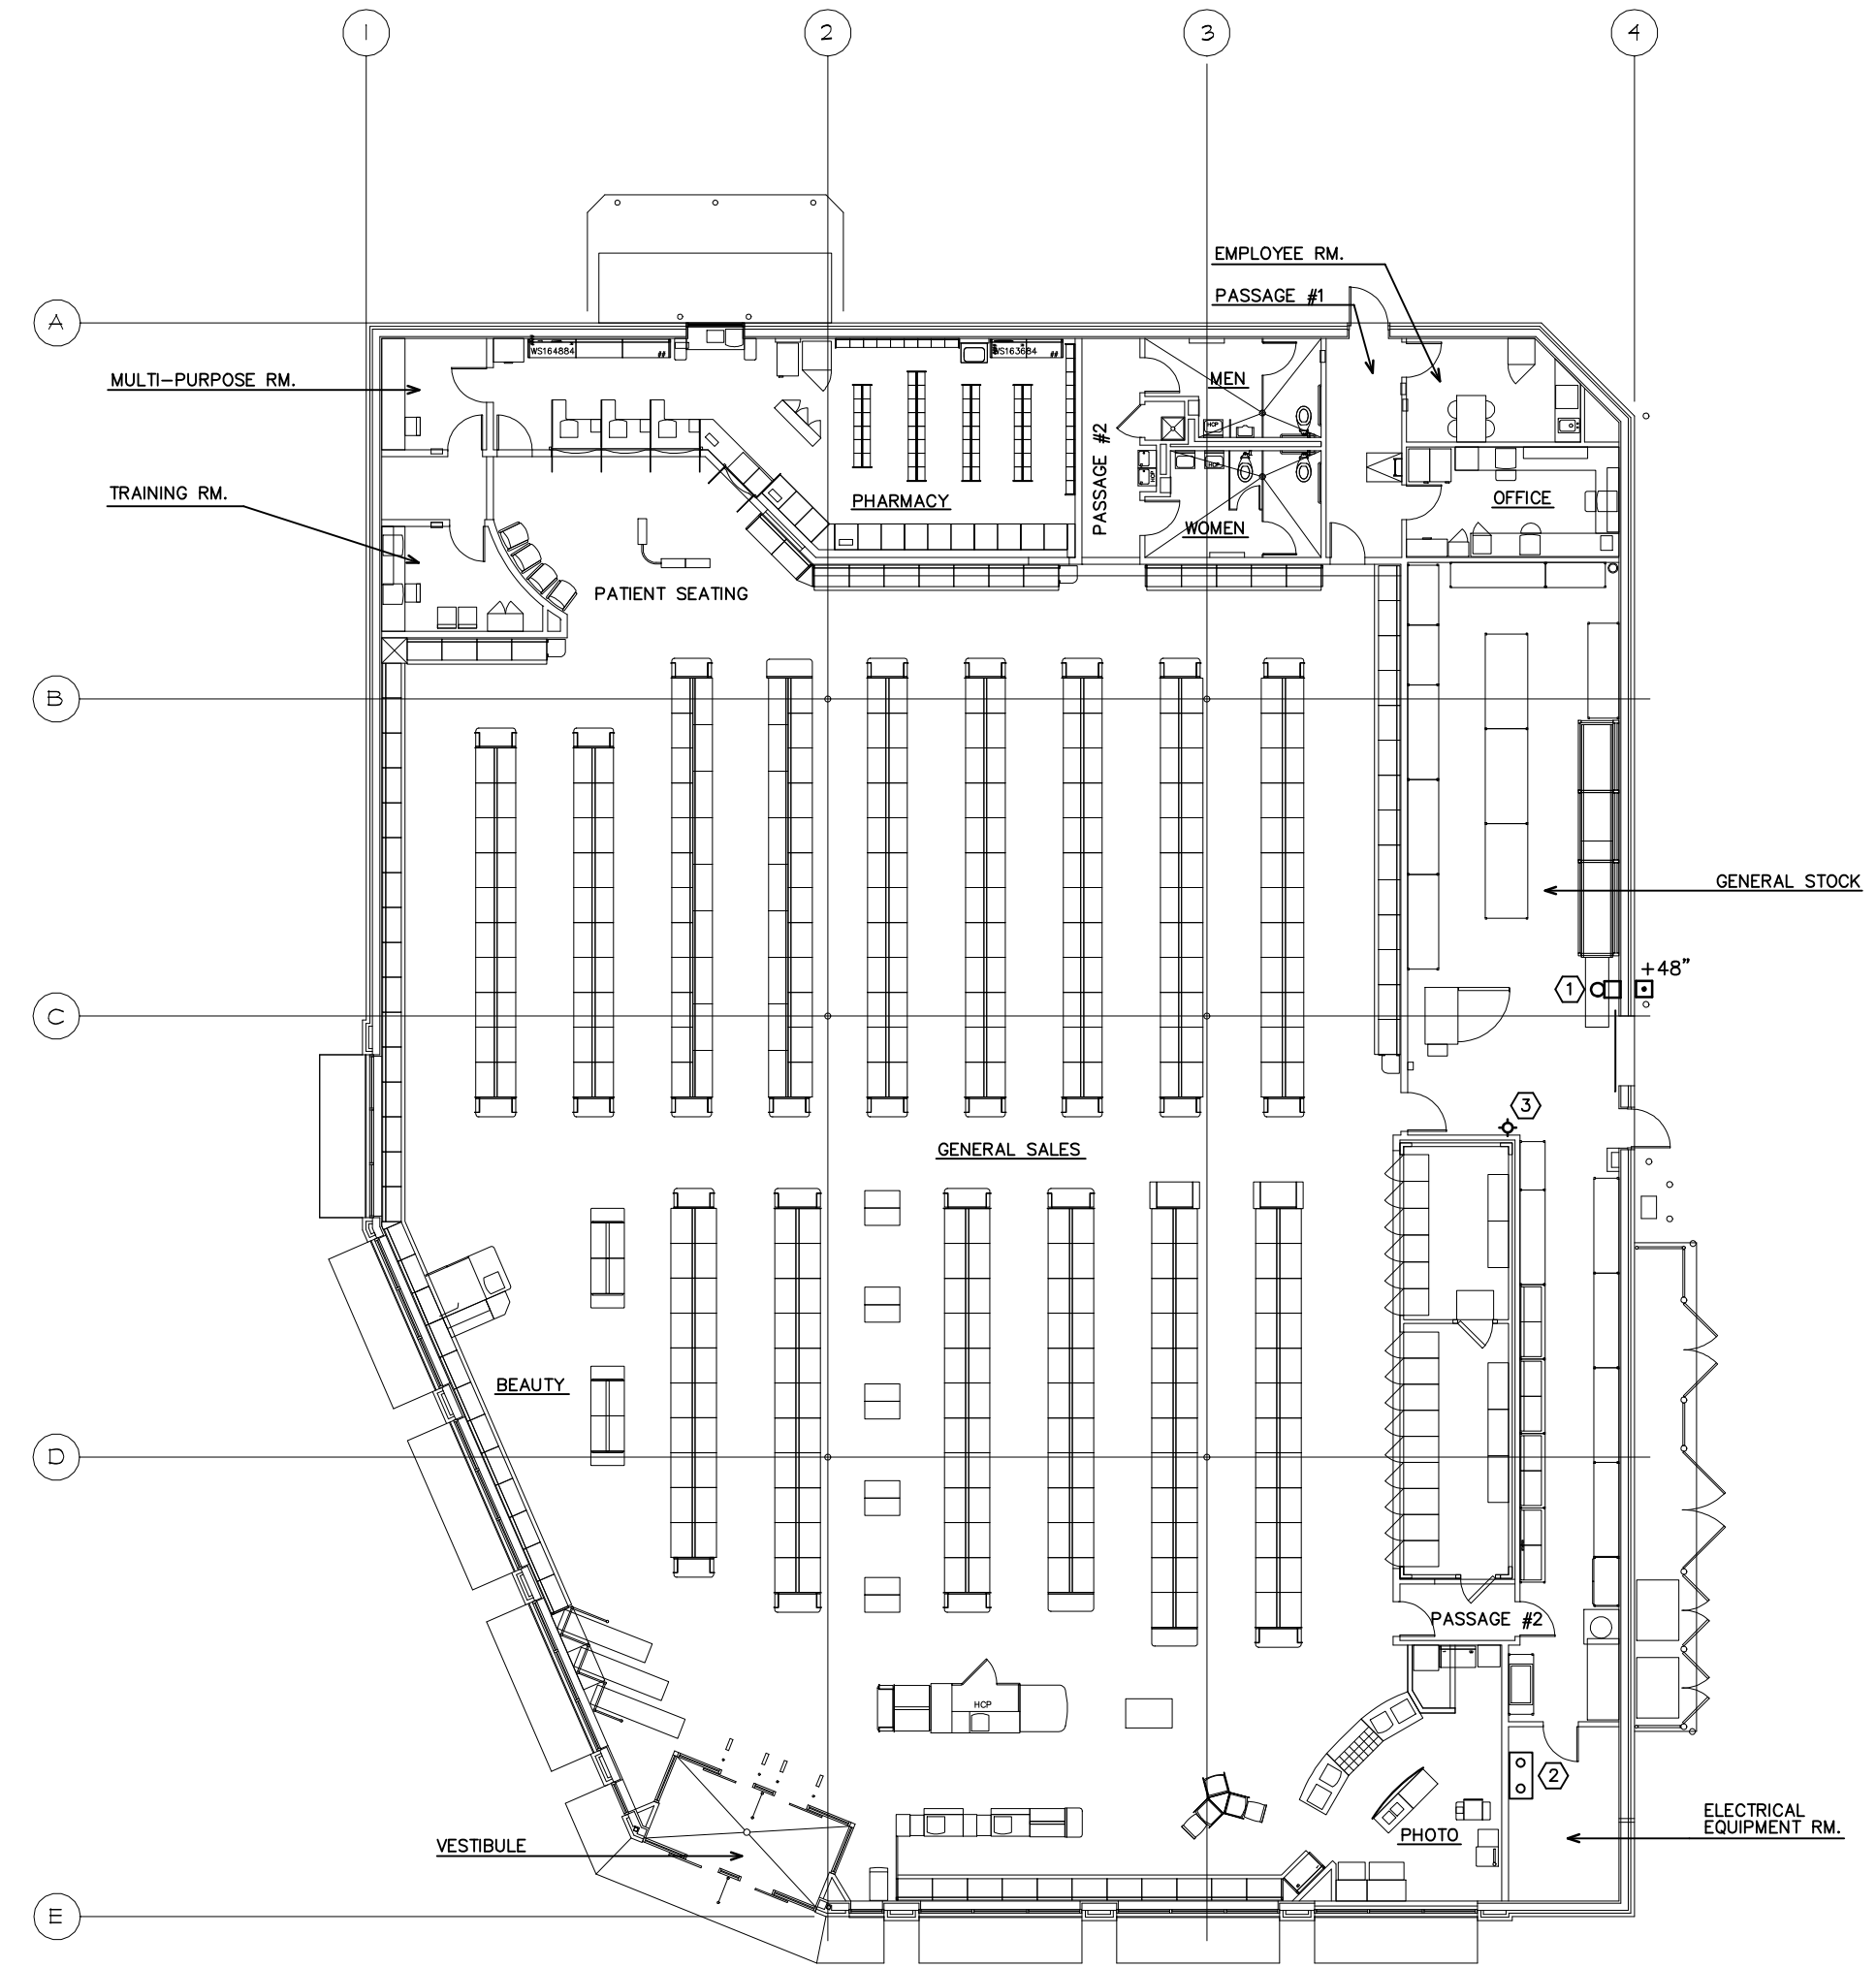 1
2
3
4
EMPLOYEE RM.
PASSAGE #1
A
WS164884
##
WS163684
##
MULTI-PURPOSE RM.
MEN
HCP
PASSAGE #2
HCP
HCP
TRAINING RM.
PHARMACY
OFFICE
WOMEN
PATIENT SEATING
B
GENERAL STOCK
+48"
1
C
3
GENERAL SALES
BEAUTY
D
PASSAGE #2
HCP
2
ELECTRICAL
EQUIPMENT RM.
PHOTO
VESTIBULE
E